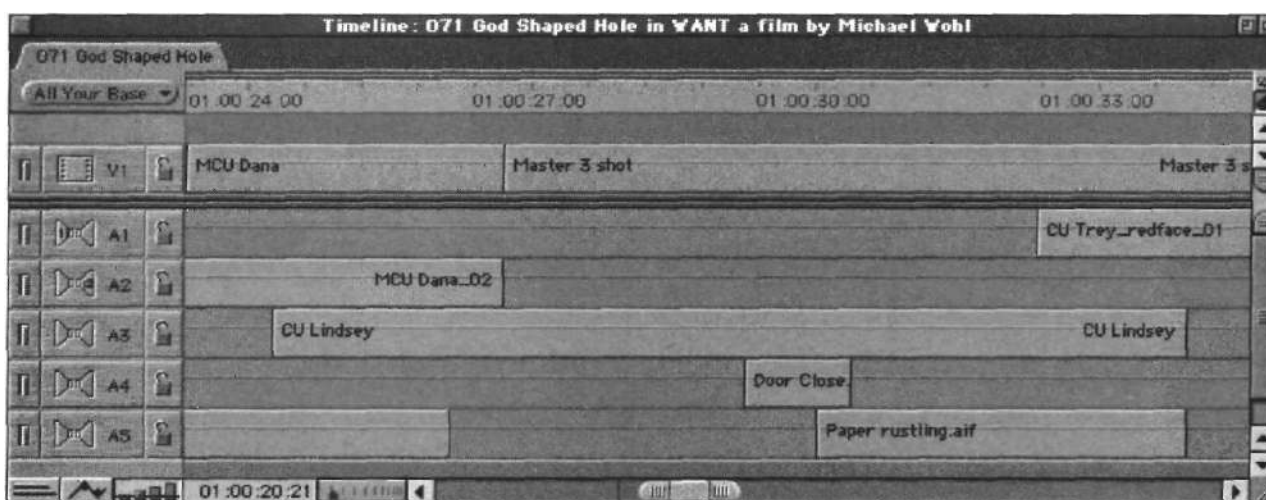 Timeline: 071 God Shaped Hole in WANT a film by Michael Wohl
071 God Shaped Hole
All Your Base
01:00:24:00 01:00:27:00 01:00:30:00 01:00:33:00
V1 MCU Dana Master 3 shot Master 3 s
A1 CU Trey_redface_01
A2 MCU Dana_02
A3 CU Lindsey CU Lindsey
A4 Door Close.
A5 Paper rustling.aif
01:00:20:21